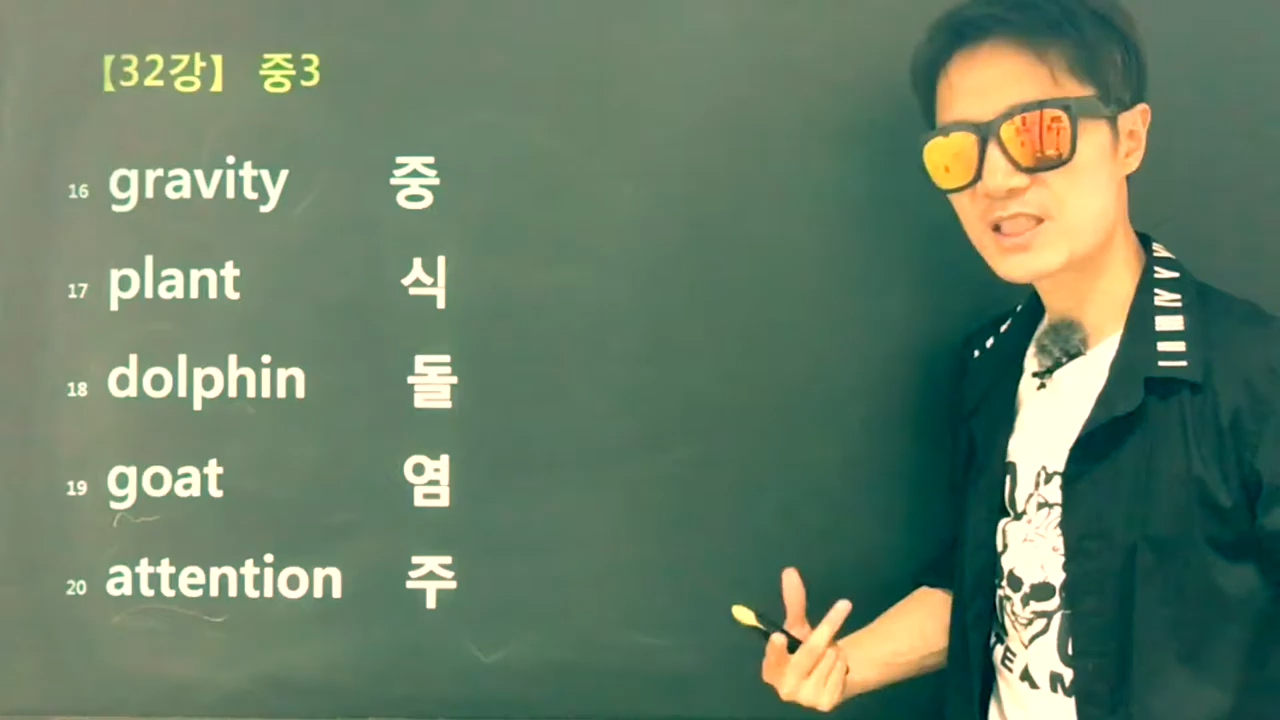 【32강】 중3
16 gravity 중
17 plant 식
18 dolphin 돌
19 goat 염
20 attention 주
TEAM